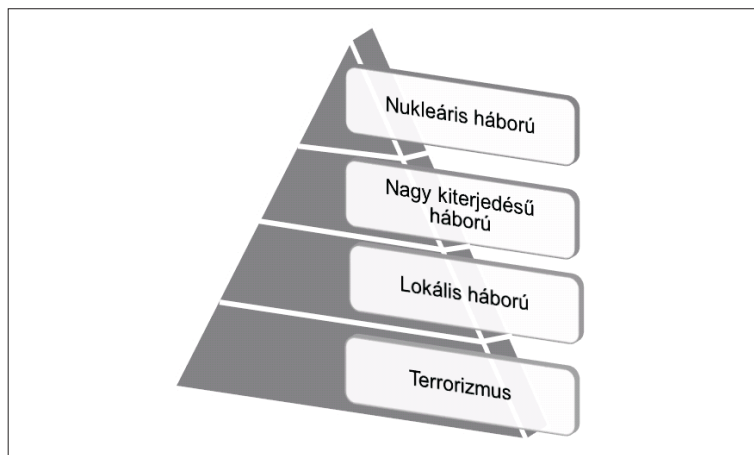 Nukleáris háború
Nagy kiterjedésű
háború
Lokális háború
Terrorizmus